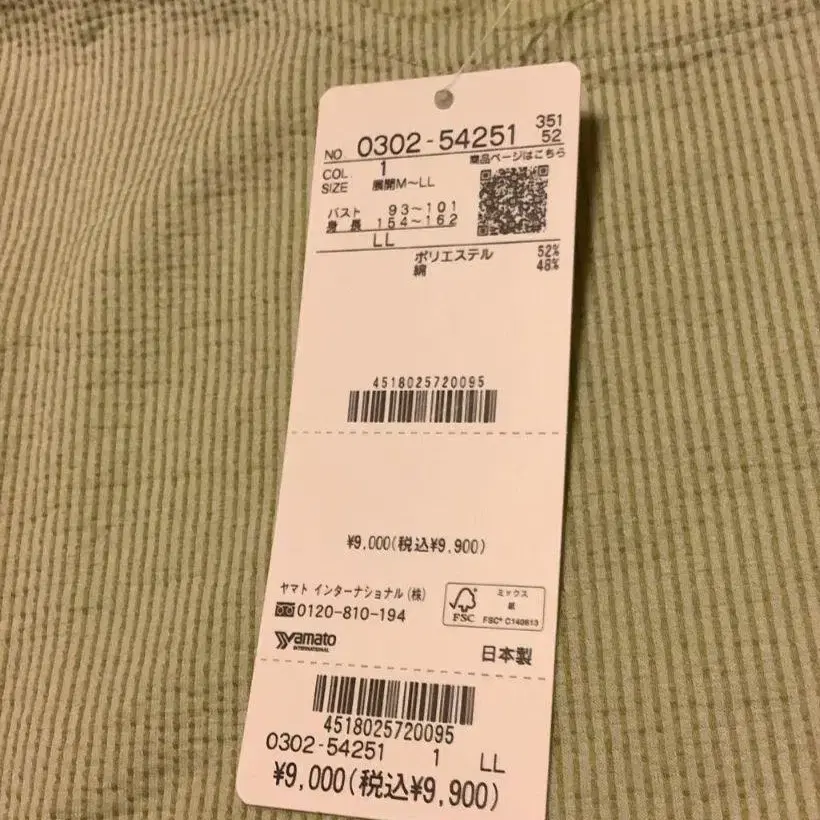 NO. 0302-54251 351 52
COL. 1 商品ページはこちら
SIZE 展開M〜LL
バスト 93〜101
身長 154〜162
LL
ポリエステル 52%
綿 48%
4518025720095
¥9,000(税込¥9,900)
ヤマト インターナショナル(株)
0120-810-194
FSC
ミックス
紙
FSC® C140613
yamato
INTERNATIONAL
日本製
4518025720095
0302-54251 1 LL
¥9,000(税込¥9,900)